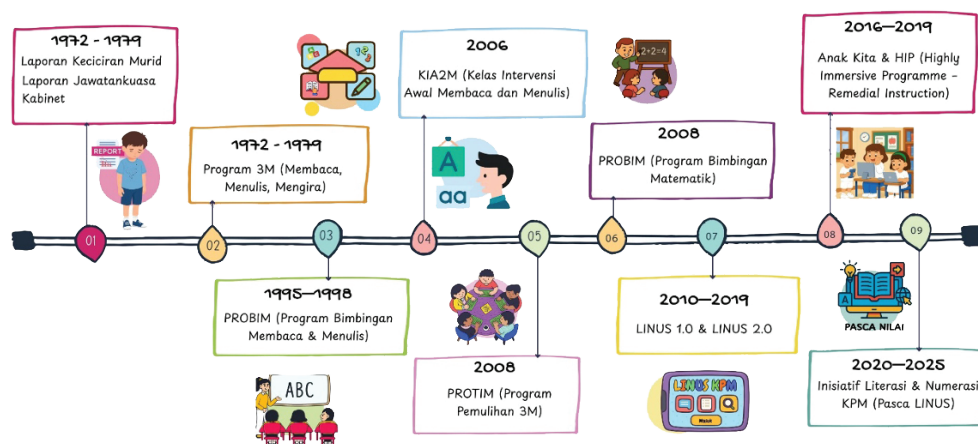 1972 - 1979
Laporan Keciciran Murid
Laporan Jawatankuasa
Kabinet
REPORT
01
1972 - 1979
Program 3M (Membaca,
Menulis, Mengira)
02
03
1995–1998
PROBIM (Program Bimbingan
Membaca & Menulis)
ABC
2006
KIA2M (Kelas Intervensi
Awal Membaca dan Menulis)
A
aa
04
05
2008
PROTIM (Program
Pemulihan 3M)
2+2=4
2008
PROBIM (Program Bimbingan
Matematik)
06
07
2010–2019
LINUS 1.0 & LINUS 2.0
LINUS KPM
2016–2019
Anak Kita & HIP (Highly
Immersive Programme –
Remedial Instruction)
08
09
A
PASCA NILAI
2020–2025
Inisiatif Literasi & Numerasi
KPM (Pasca LINUS)